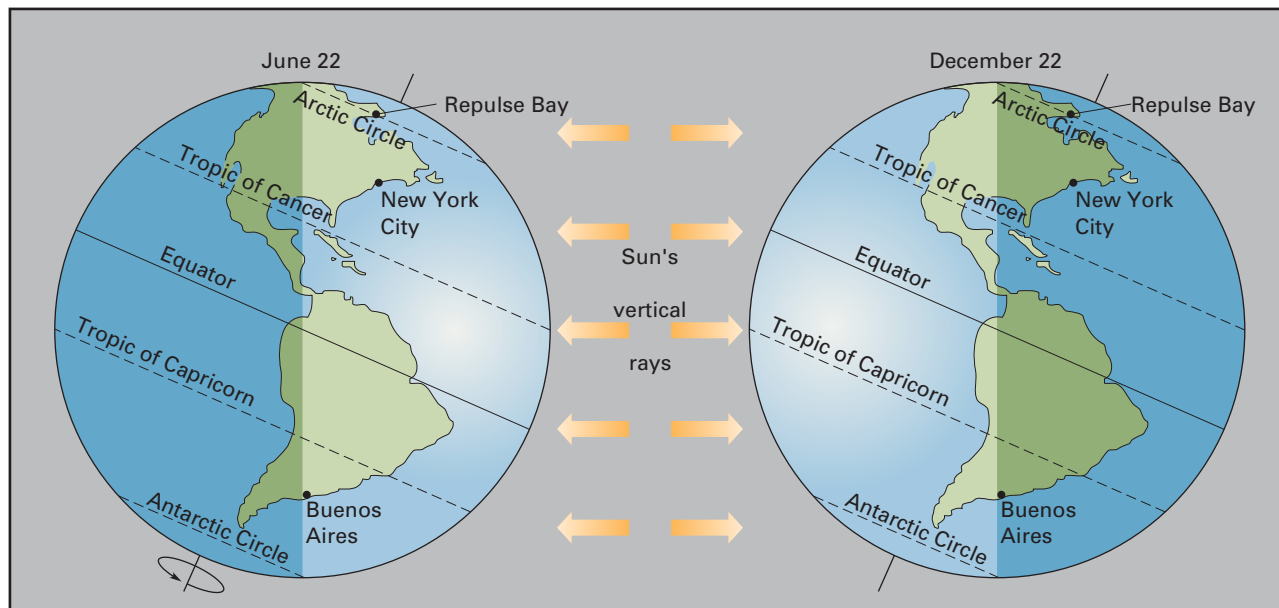 June 22
Arctic Circle
Repulse Bay
Tropic of Cancer
New York
City
Equator
Tropic of Capricorn
Buenos
Aires
Antarctic Circle
Sun's
vertical
rays
December 22
Arctic Circle
Repulse Bay
Tropic of Cancer
New York
City
Equator
Tropic of Capricorn
Buenos
Aires
Antarctic Circle